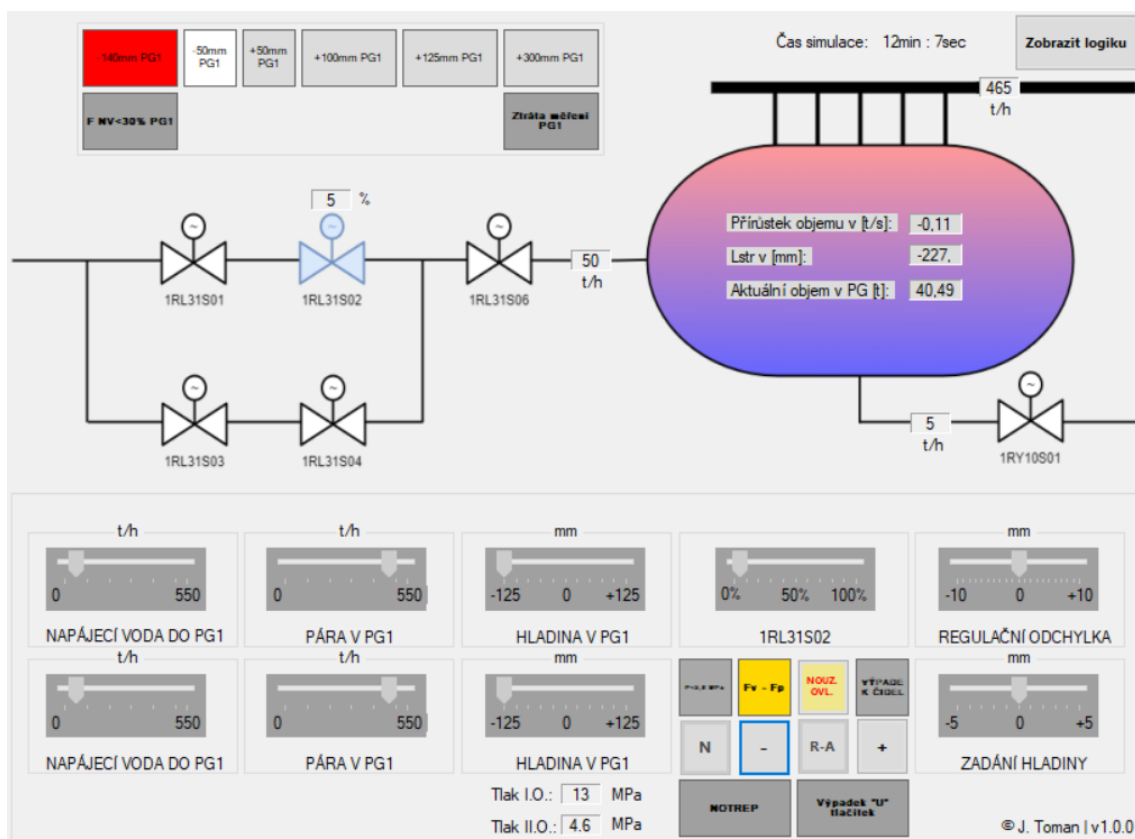 Čas simulace: 12min : 7sec
Zobrazit logiku
-140mm PG1
-50mm PG1
+50mm PG1
+100mm PG1
+125mm PG1
+300mm PG1
F NV<30% PG1
Ztráta měření PG1
465
t/h
5 %
1RL31S01
1RL31S02
1RL31S06
50
t/h
Přírůstek objemu v [t/s]: -0,11
Lstr v [mm]: -227,
Aktuální objem v PG [t]: 40,49
1RL31S03
1RL31S04
5
t/h
1RY10S01
t/h
0 550
NAPÁJECÍ VODA DO PG1
t/h
0 550
PÁRA V PG1
mm
-125 0 +125
HLADINA V PG1
0% 50% 100%
1RL31S02
mm
-10 0 +10
REGULAČNÍ ODCHYLKA
t/h
0 550
NAPÁJECÍ VODA DO PG1
t/h
0 550
PÁRA V PG1
mm
-125 0 +125
HLADINA V PG1
Fv - Fp
NOUZ.
OVL.
VÝPADE
K ČIDEL
N
-
R-A
+
NOTREP
Výpadek "U"
tlačítek
mm
-5 0 +5
ZADÁNÍ HLADINY
Tlak I.O.: 13 MPa
Tlak II.O.: 4.6 MPa
© J. Toman | v1.0.0